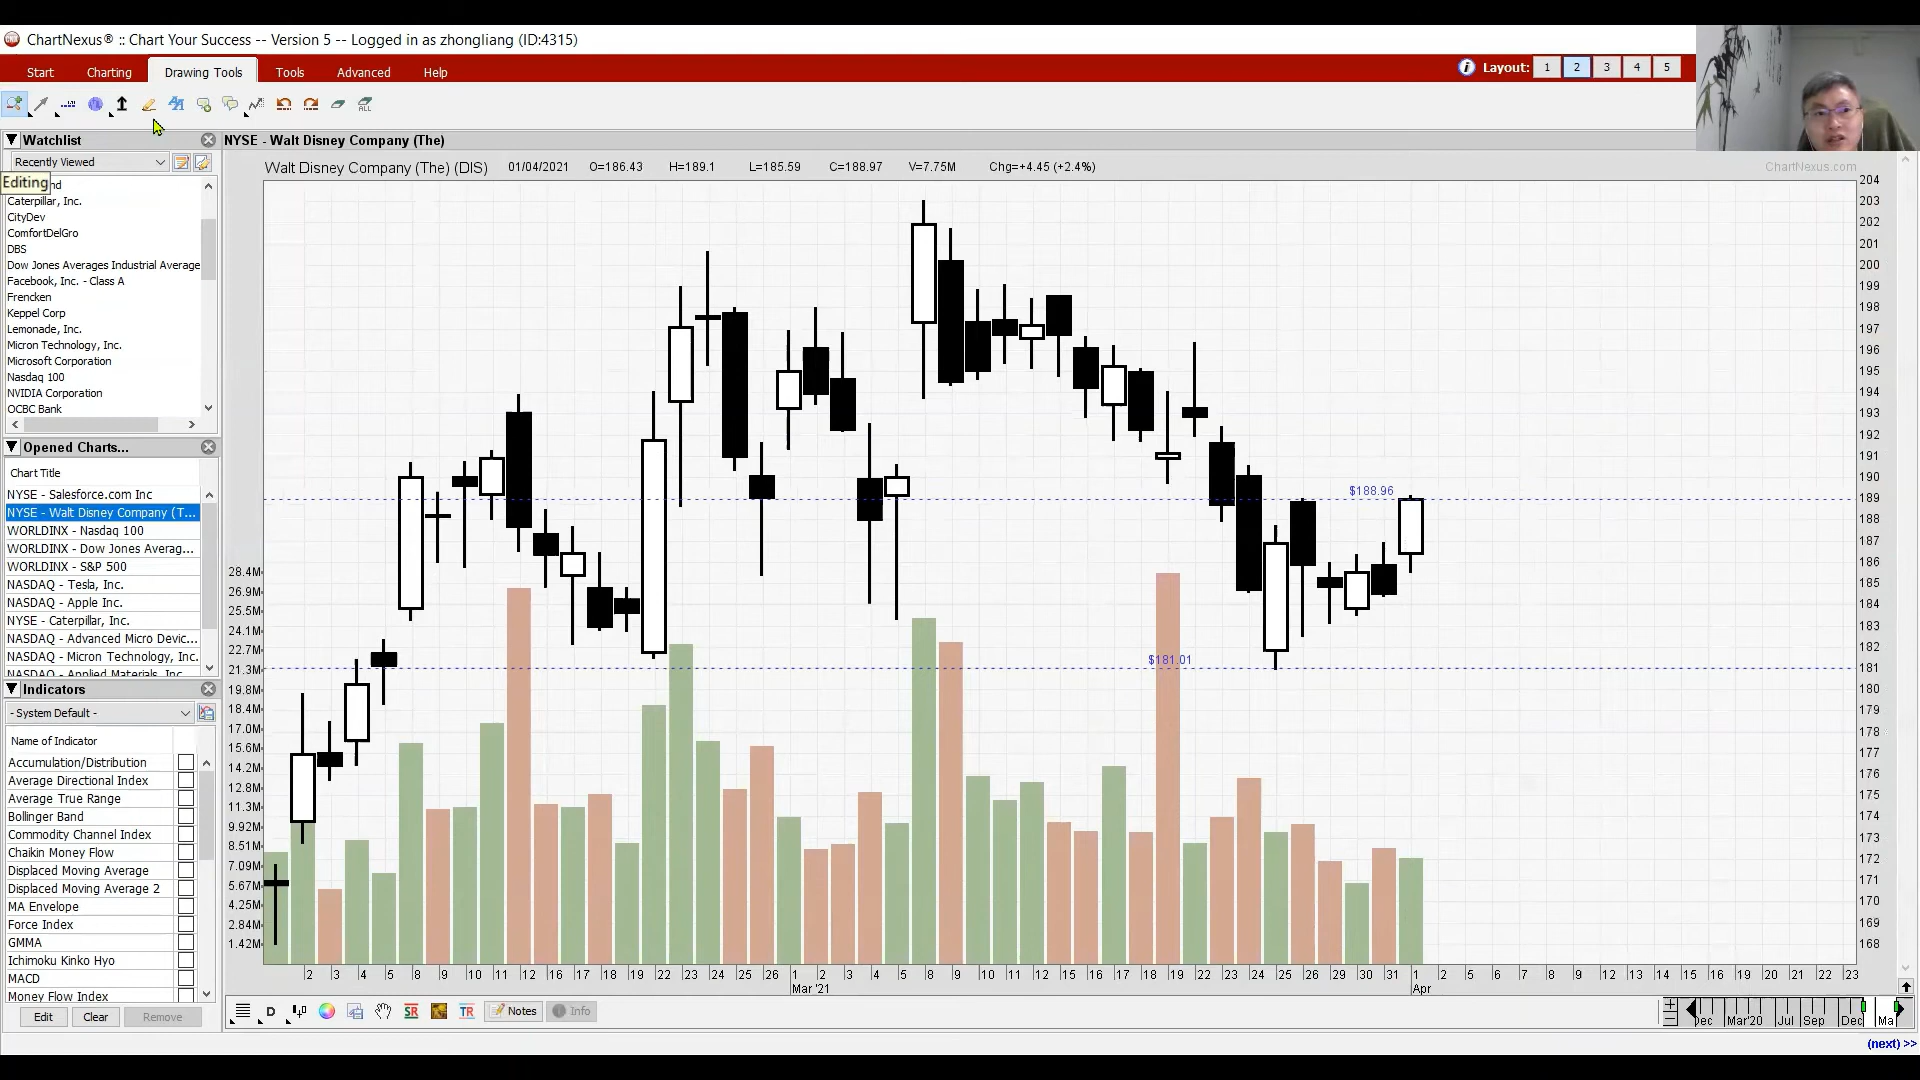 ChartNexus® :: Chart Your Success -- Version 5 -- Logged in as zhongliang (ID:4315)
Start Charting Drawing Tools Tools Advanced Help
Layout: 1 2 3 4 5
ALL
Watchlist
Recently Viewed
Editing
nd
Caterpillar, Inc.
CityDev
ComfortDelGro
DBS
Dow Jones Averages Industrial Average
Facebook, Inc. - Class A
Frencken
Keppel Corp
Lemonade, Inc.
Micron Technology, Inc.
Microsoft Corporation
Nasdaq 100
NVIDIA Corporation
OCBC Bank
Opened Charts...
Chart Title
NYSE - Salesforce.com Inc
NYSE - Walt Disney Company (T...
WORLDINX - Nasdaq 100
WORLDINX - Dow Jones Averag...
WORLDINX - S&P 500
NASDAQ - Tesla, Inc.
NASDAQ - Apple Inc.
NYSE - Caterpillar, Inc.
NASDAQ - Advanced Micro Devic...
NASDAQ - Micron Technology, Inc.
NASDAQ - Applied Materials, Inc.
Indicators
- System Default -
Name of Indicator
Accumulation/Distribution
Average Directional Index
Average True Range
Bollinger Band
Commodity Channel Index
Chaikin Money Flow
Displaced Moving Average
Displaced Moving Average 2
MA Envelope
Force Index
GMMA
Ichimoku Kinko Hyo
MACD
Money Flow Index
Edit Clear Remove
NYSE - Walt Disney Company (The)
Walt Disney Company (The) (DIS) 01/04/2021 O=186.43 H=189.1 L=185.59 C=188.97 V=7.75M Chg=+4.45 (+2.4%)
ChartNexus.com
204
203
202
201
200
199
198
197
196
195
194
193
192
191
190
189
188
187
186
185
184
183
182
181
180
179
178
177
176
175
174
173
172
171
170
169
168
$188.96
$181.01
28.4M
26.9M
25.5M
24.1M
22.7M
21.3M
19.8M
18.4M
17.0M
15.6M
14.2M
12.8M
11.3M
9.92M
8.51M
7.09M
5.67M
4.25M
2.84M
1.42M
2 3 4 5 8 9 10 11 12 16 17 18 19 22 23 24 25 26 1 2 3 4 5 8 9 10 11 12 15 16 17 18 19 22 23 24 25 26 29 30 31 1 2 5 6 7 8 9 12 13 14 15 16 19 20 21 22 23
Mar '21 Apr
D SR TR Notes Info
Dec Mar'20 Jul Sep Dec Ma
(next) >>